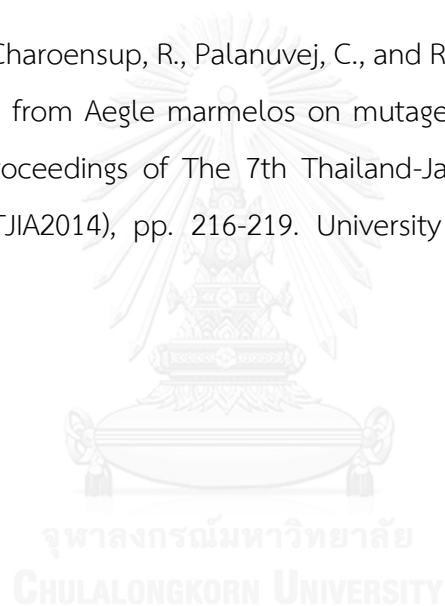 Charoensup, R., Palanuvej, C., and R
from Aegle marmelos on mutage
roceedings of The 7th Thailand-Ja
TJIA2014), pp. 216-219. University
จุฬาลงกรณ์มหาวิทยาลัย
CHULALONGKORN UNIVERSITY